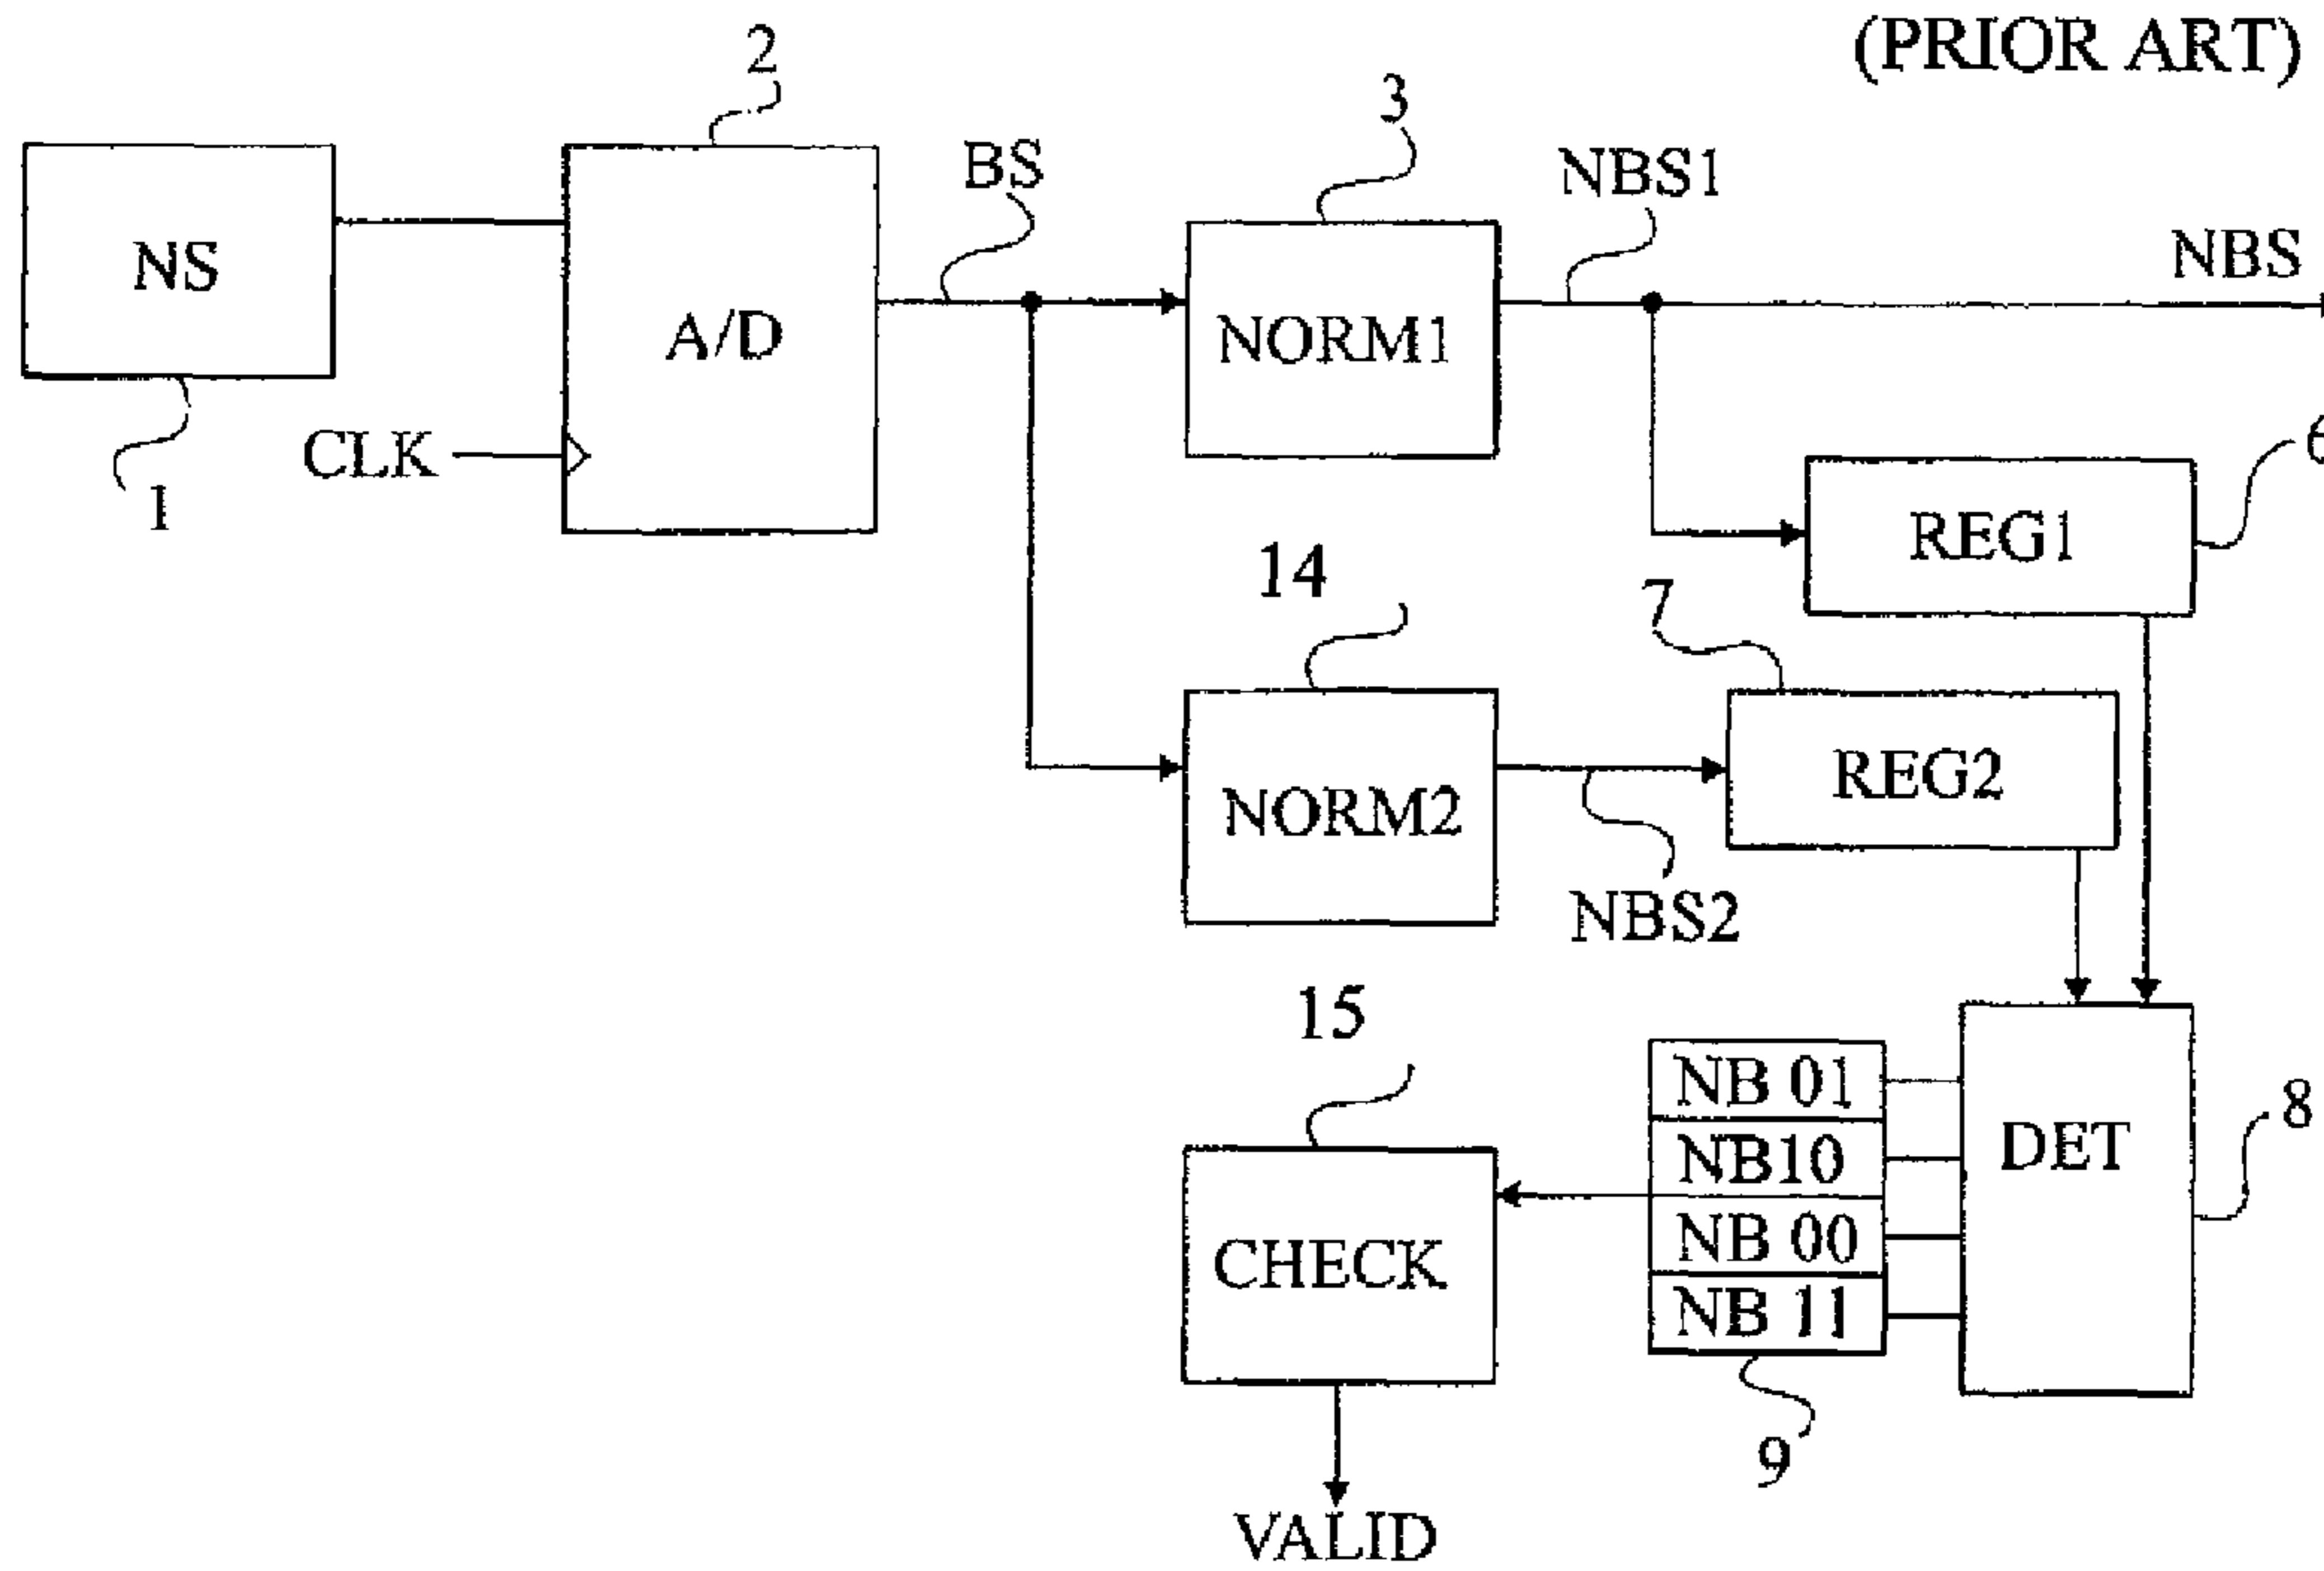 (PRIOR ART)
2
3
BS
NBS1
NBS
NS
A/D
NORM1
CLK
1
6
REG1
14
7
NORM2
REG2
NBS2
15
NB 01
NB10
NB 00
NB 11
DET
8
CHECK
9
VALID